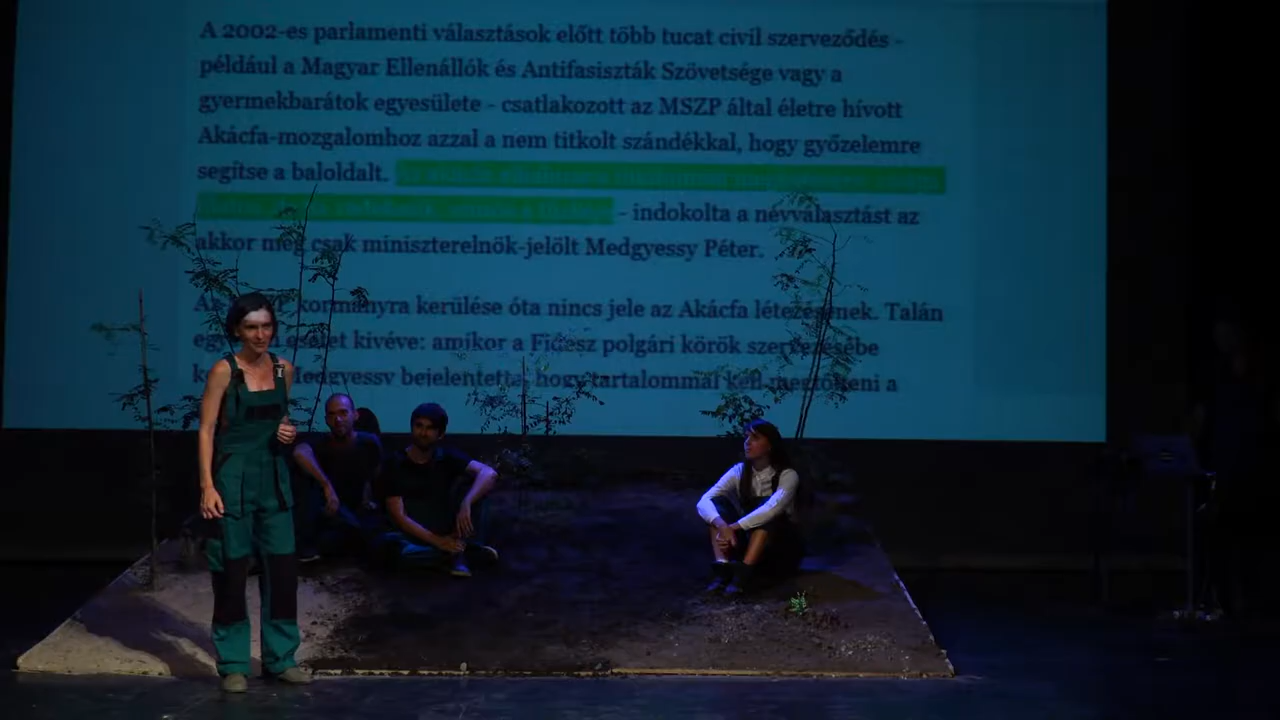 A 2002-es parlamenti választások előtt több tucat civil szerveződés -
például a Magyar Ellenállók és Antifasiszták Szövetsége vagy a
gyermekbarátok egyesülete - csatlakozott az MSZP által életre hívott
Akácfa-mozgalomhoz azzal a nem titkolt szándékkal, hogy győzelemre
segítse a baloldalt.
- indokolta a névválasztást az
akkor még csak miniszterelnök-jelölt Medgyessy Péter.
kormányra kerülése óta nincs jele az Akácfa létezésének. Talán
esetet kivéve: amikor a Fidesz polgári körök szervezésébe
Medgyessy bejelentette, hogy tartalommal kell megtölteni a